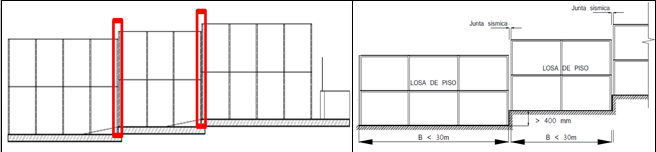 Junta sísmica
Junta sísmica
LOSA DE PISO
LOSA DE PISO
> 400 mm
B < 30m
B < 30m